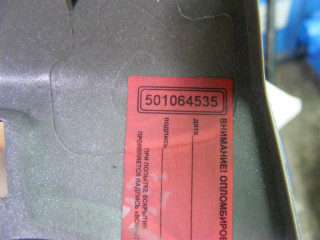 501064535
ВНИМАНИЕ! ОПЛОМБИРОВ
ДАТА
ПОДПИСЬ
ПРИ ПОПЫТКЕ ВСКРЫТИЯ
ПРОЯВЛЯЕТСЯ НАДПИСЬ